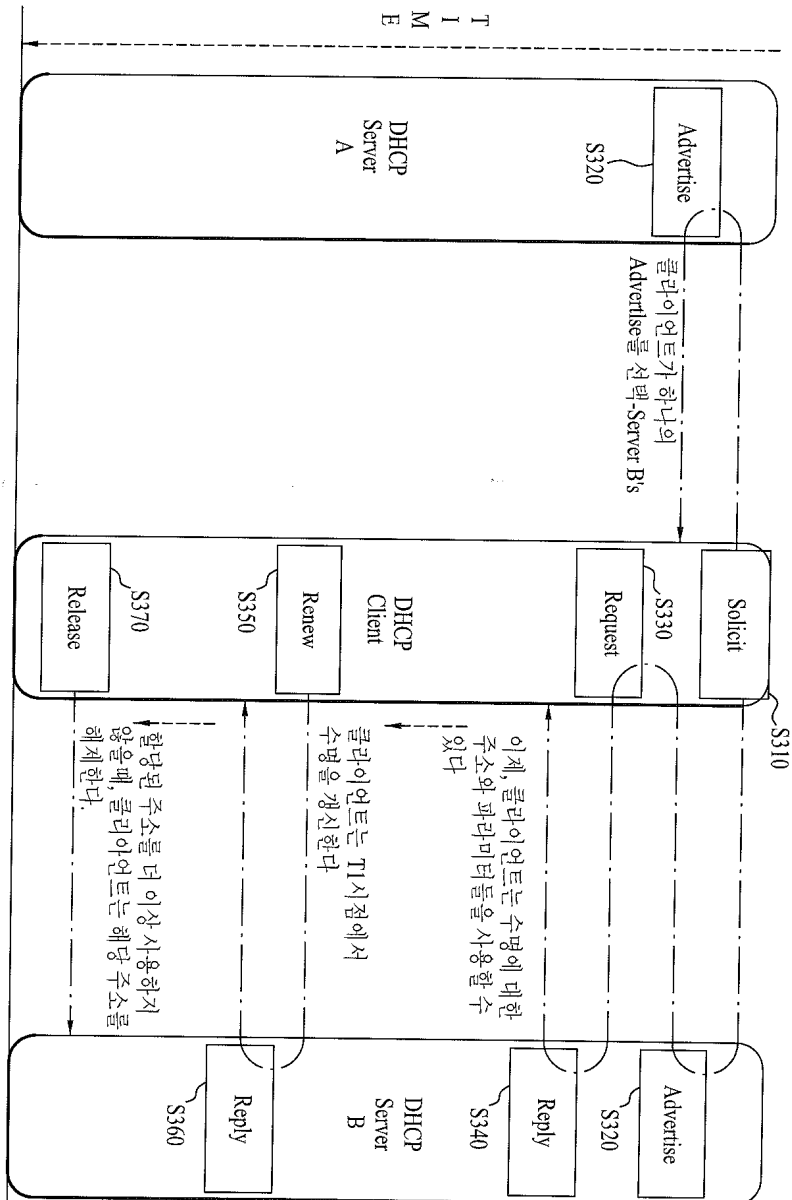 T
I
M
E
DHCP
Server
A
Advertise
S320
클라이언트가 하나의
Advertise를 선택-Server B's
Solicit
S310
S330
Request
DHCP
Client
Renew
S350
S370
Release
이제, 클라이언트는 수명에 대한
주소와 파라미터들을 사용할 수
있다
클라이언트는 T1시점에서
수명을 갱신한다
할당된 주소를 더 이상 사용하지
않을때, 클리아언트는 해당 주소를
해제한다.
Advertise
S320
Reply
S340
DHCP
Server
B
Reply
S360